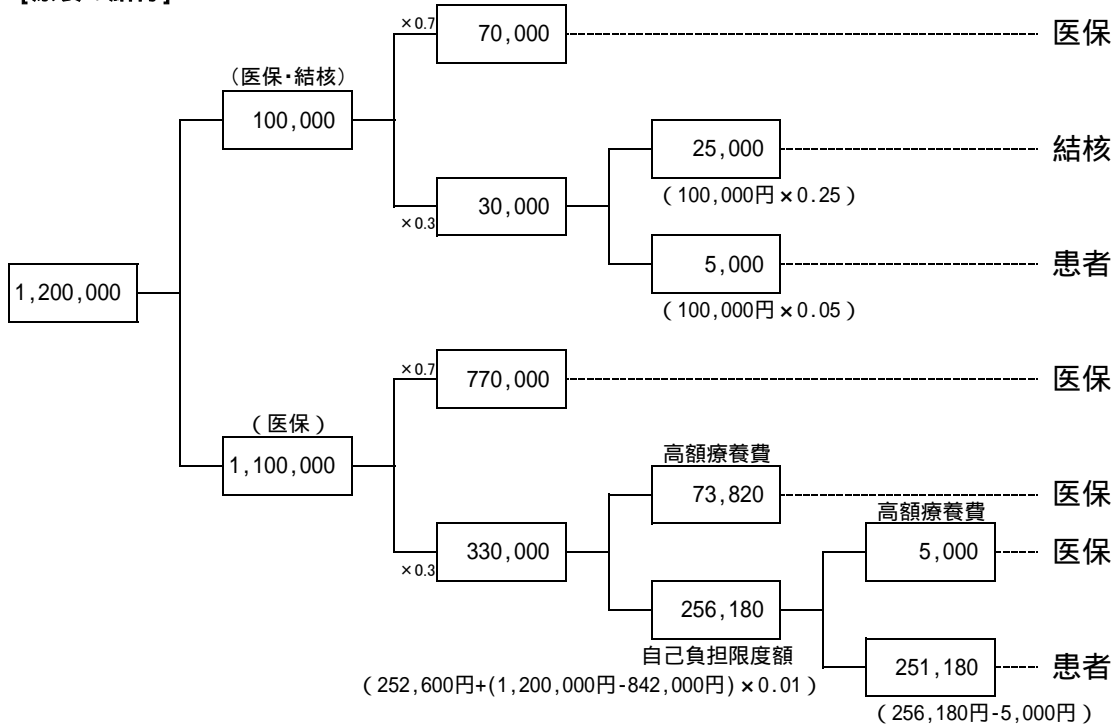 ×0.7 70,000 医保
(医保・結核)
100,000
25,000 結核
(100,000円×0.25)
×0.3 30,000
5,000 患者
(100,000円×0.05)
1,200,000
×0.7 770,000 医保
(医保)
1,100,000
高額療養費
73,820 医保
×0.3 330,000
高額療養費
5,000 医保
256,180
自己負担限度額
(252,600円+(1,200,000円-842,000円)×0.01)
251,180 患者
(256,180円-5,000円)